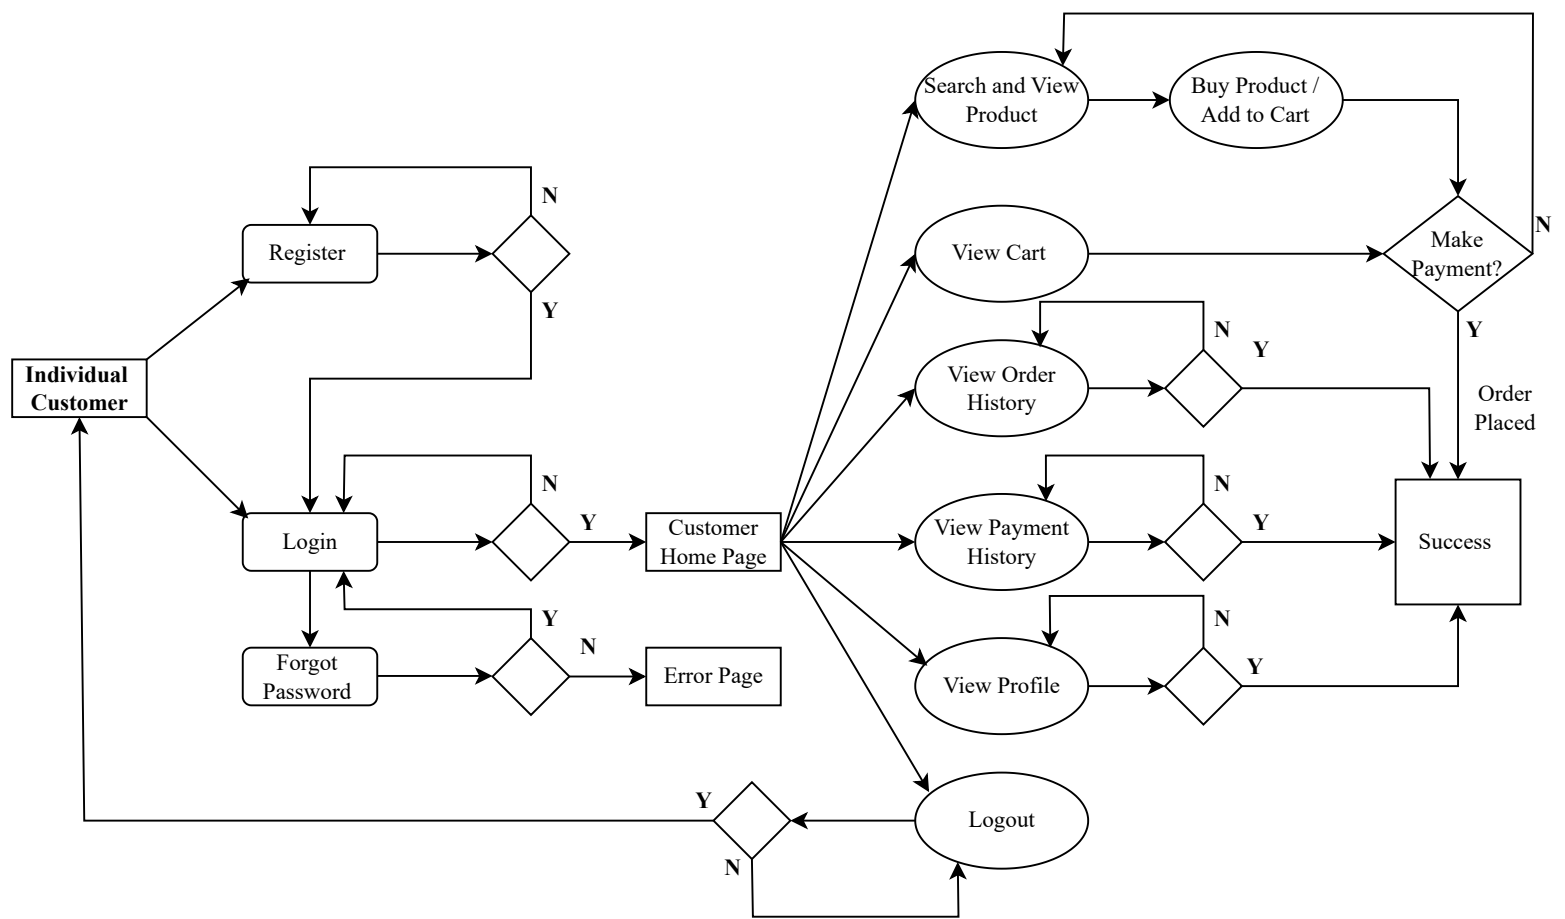 Search and View
Product
Buy Product /
Add to Cart
N
Register
View Cart
Make
Payment?
N
Y
N
Y
Y
Individual
Customer
View Order
History
Order
Placed
N
N
Y
Y
Login
Customer
Home Page
View Payment
History
Success
Y
N
N
Y
Forgot
Password
Error Page
View Profile
Y
N
Logout